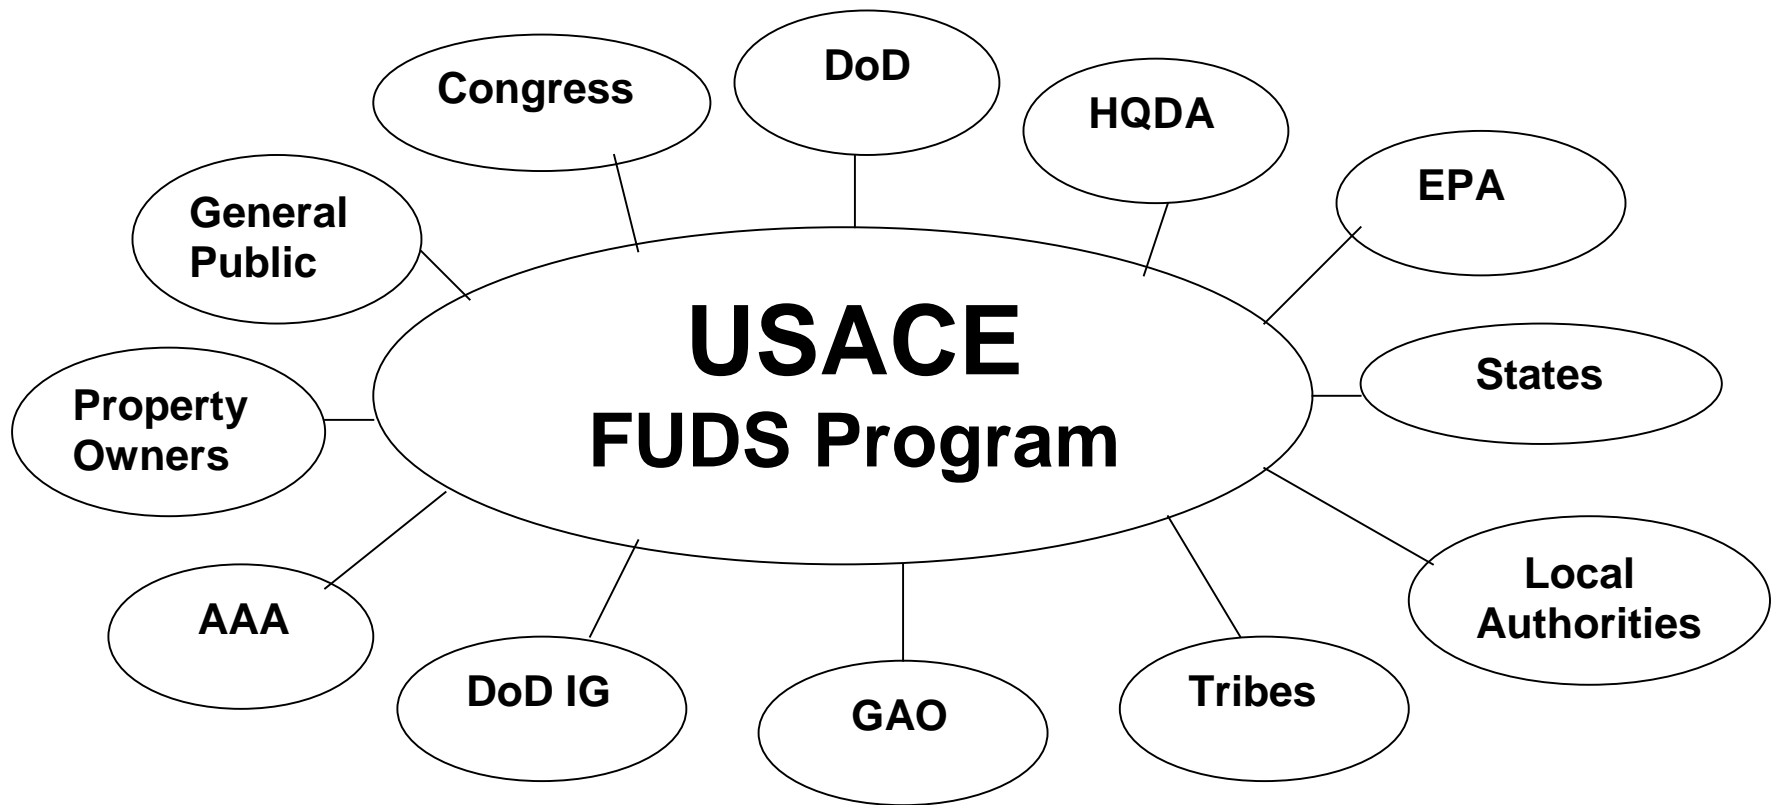 DoD
Congress
HQDA
EPA
General
Public
USACE
FUDS Program
States
Property
Owners
Local
Authorities
AAA
DoD IG
GAO
Tribes